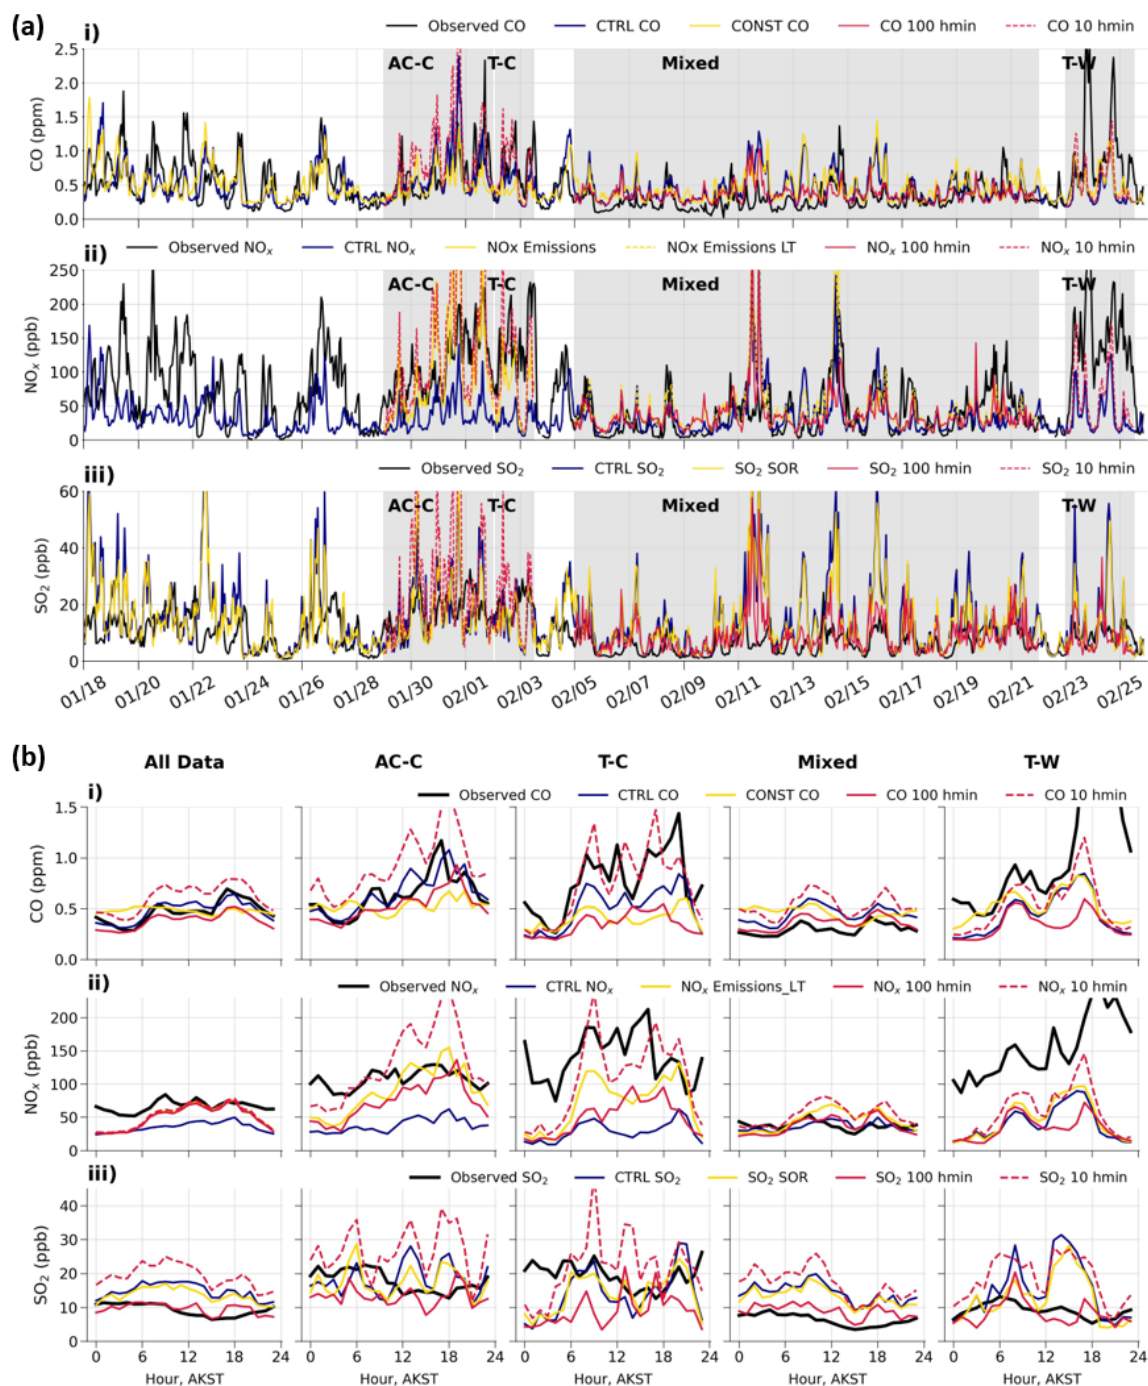 (a)
i)
Observed CO CTRL CO CONST CO CO 100 hmin CO 10 hmin
AC-C T-C Mixed T-W
CO (ppm)
2.5
2.0
1.5
1.0
0.5
0.0
ii)
Observed NOₓ CTRL NOₓ NOx Emissions NOx Emissions LT NOₓ 100 hmin NOₓ 10 hmin
AC-C T-C Mixed T-W
NOₓ (ppb)
250
200
150
100
50
0
iii)
Observed SO₂ CTRL SO₂ SO₂ SOR SO₂ 100 hmin SO₂ 10 hmin
AC-C T-C Mixed T-W
SO₂ (ppb)
60
40
20
0
01/18 01/20 01/22 01/24 01/26 01/28 01/30 02/01 02/03 02/05 02/07 02/09 02/11 02/13 02/15 02/17 02/19 02/21 02/23 02/25
(b)
All Data AC-C T-C Mixed T-W
i)
Observed CO CTRL CO CONST CO CO 100 hmin CO 10 hmin
CO (ppm)
1.5
1.0
0.5
0.0
ii)
Observed NOₓ CTRL NOₓ NOₓ Emissions_LT NOₓ 100 hmin NOₓ 10 hmin
NOₓ (ppb)
200
150
100
50
0
iii)
Observed SO₂ CTRL SO₂ SO₂ SOR SO₂ 100 hmin SO₂ 10 hmin
SO₂ (ppb)
40
30
20
10
0
0 6 12 18 24 0 6 12 18 24 0 6 12 18 24 0 6 12 18 24 0 6 12 18 24
Hour, AKST Hour, AKST Hour, AKST Hour, AKST Hour, AKST